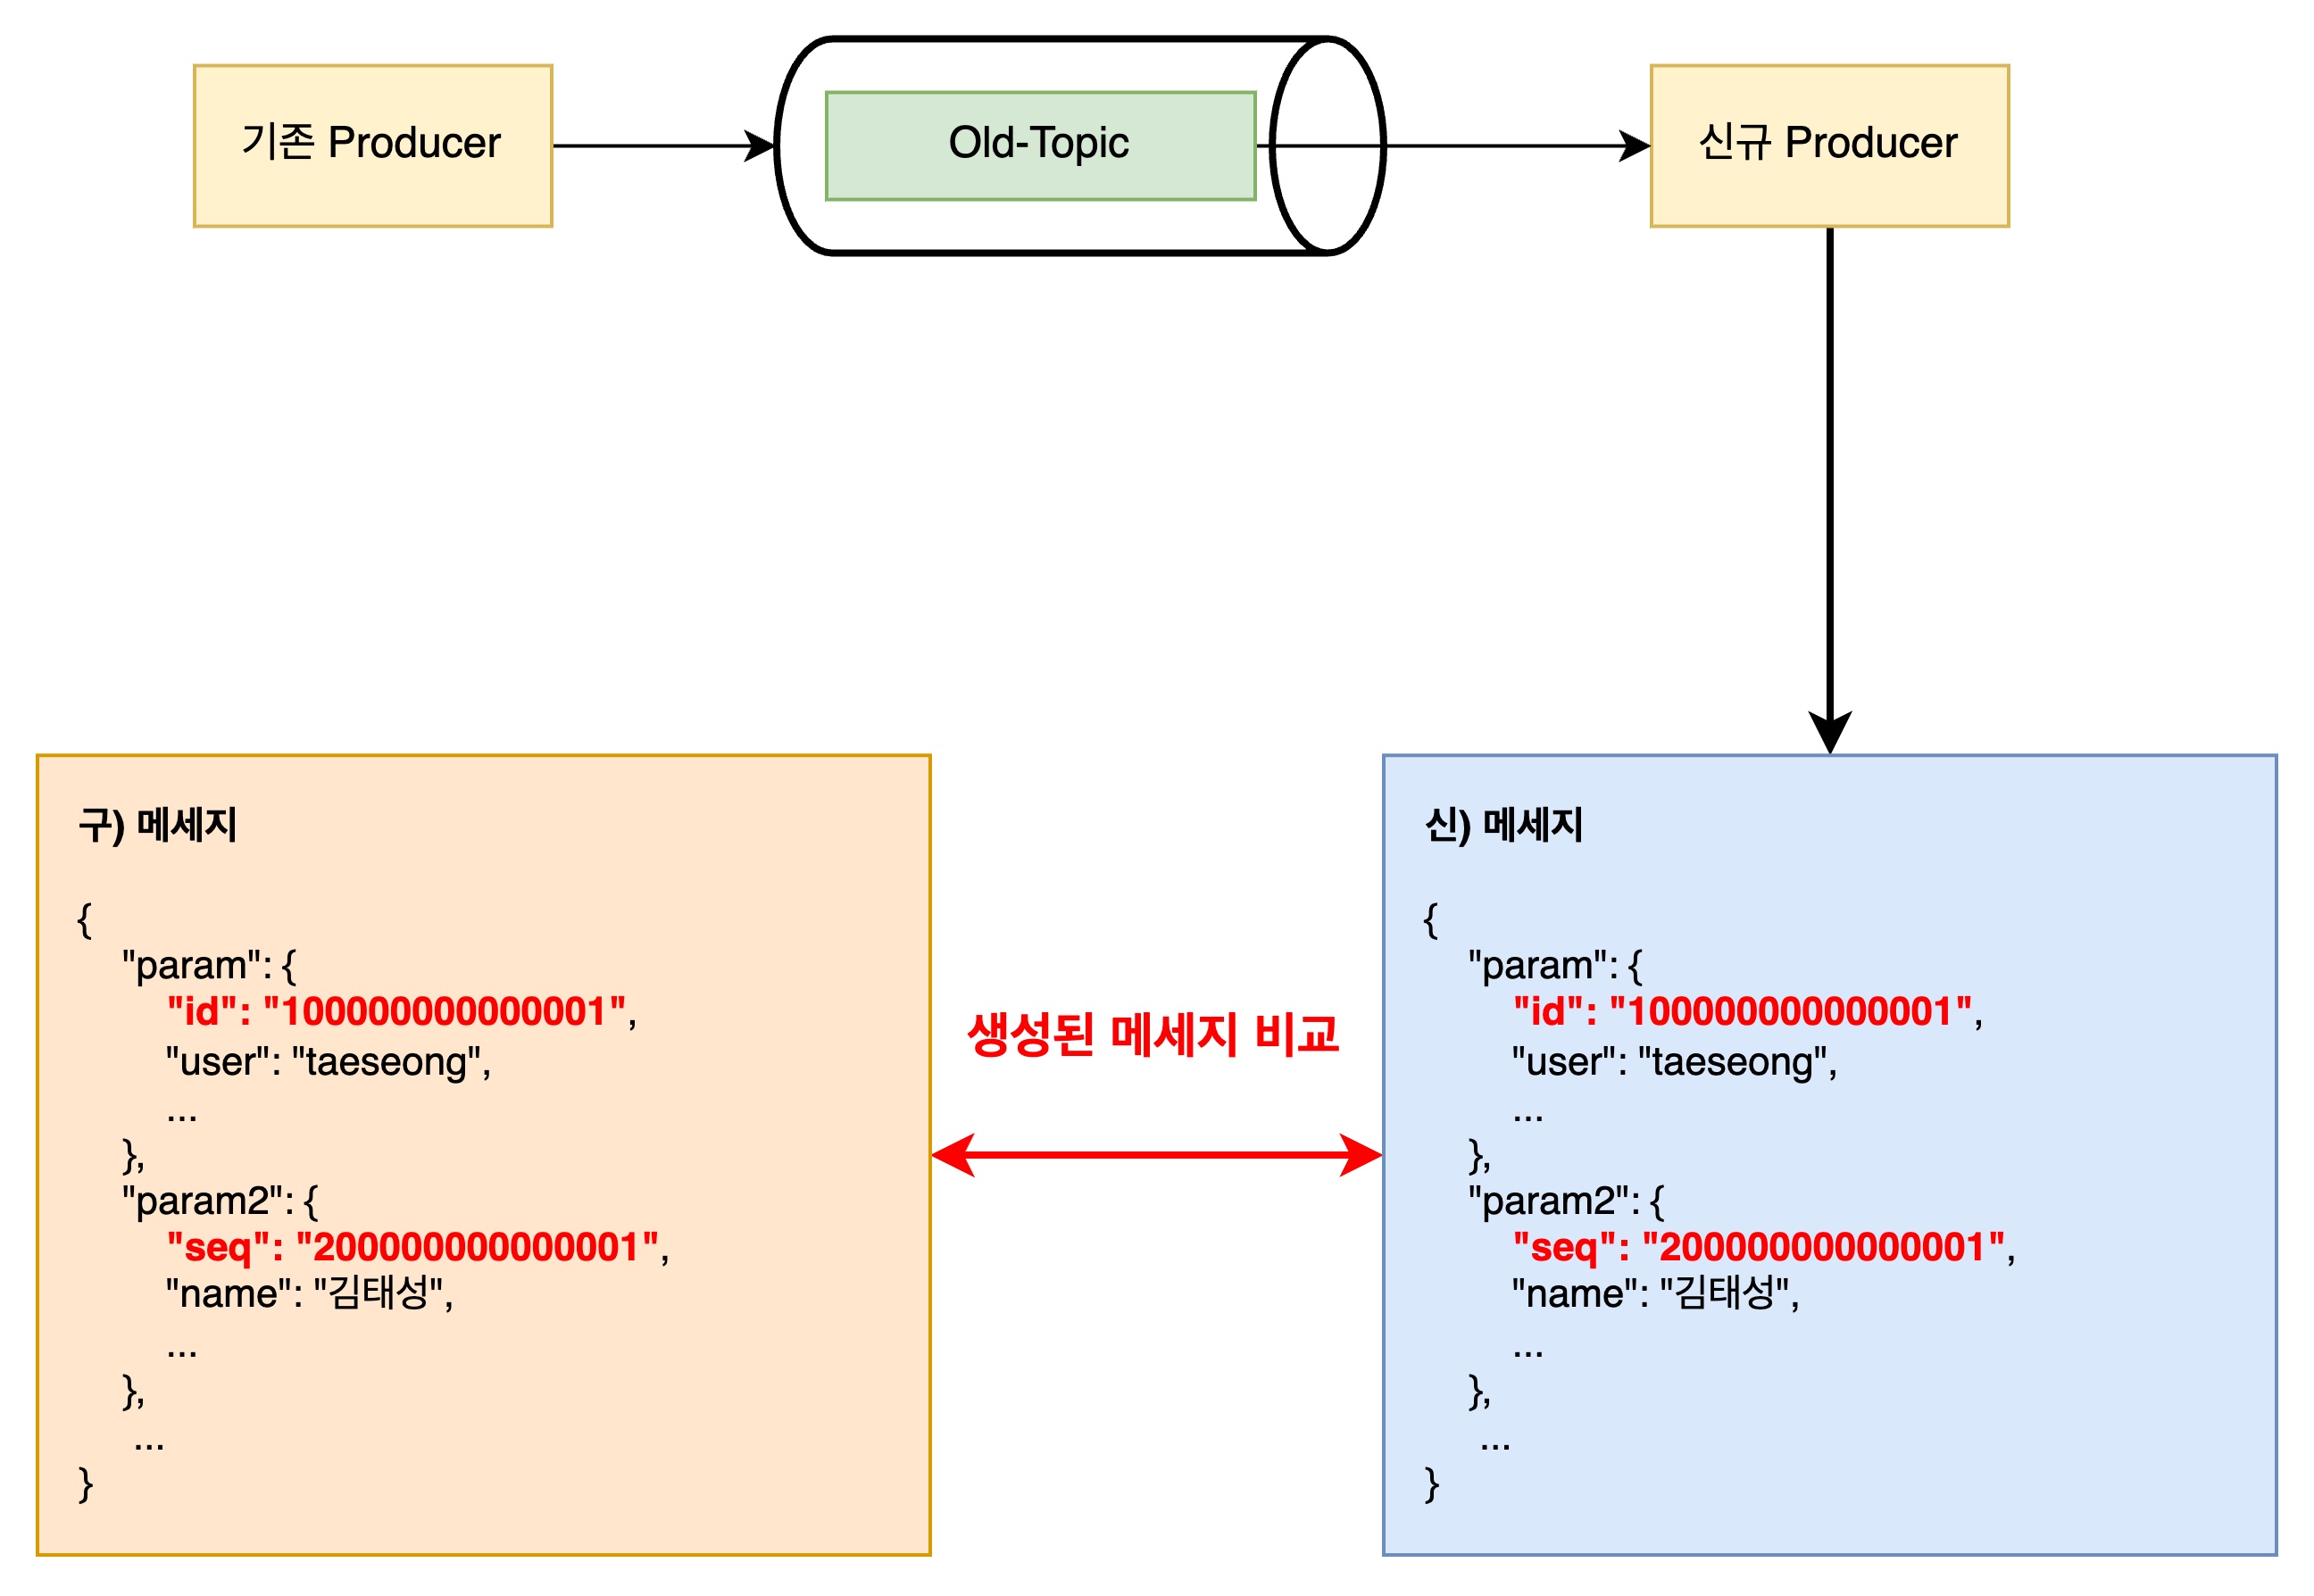 기존 Producer
Old-Topic
신규 Producer
구) 메세지
{
"param": {
"id": "100000000000001",
"user": "taeseong",
...
},
"param2": {
"seq": "200000000000001",
"name": "김태성",
...
},
...
}
생성된 메세지 비교
신) 메세지
{
"param": {
"id": "100000000000001",
"user": "taeseong",
...
},
"param2": {
"seq": "200000000000001",
"name": "김태성",
...
},
...
}